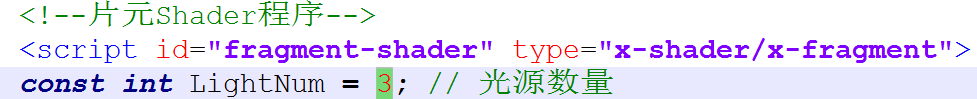 <!--片元Shader程序-->
<script id="fragment-shader" type="x-shader/x-fragment">
const int LightNum = 3; // 光源数量